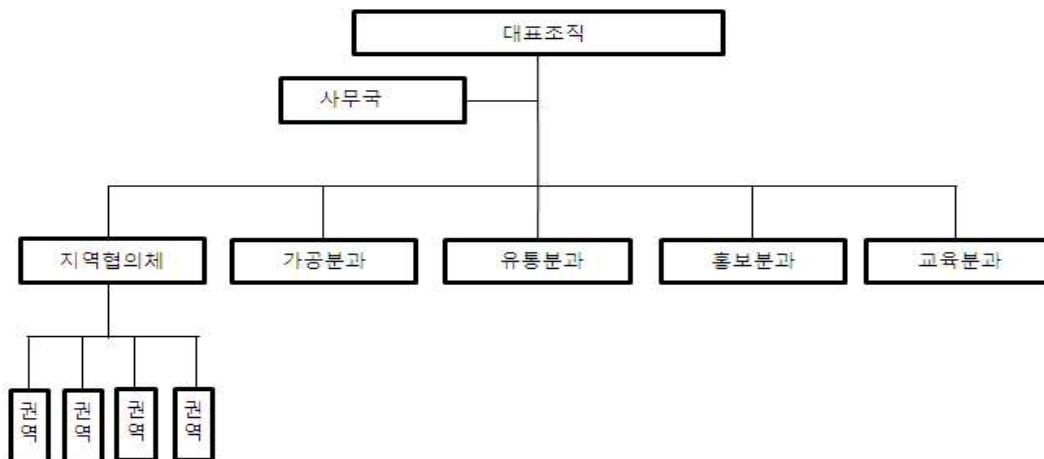 대표조직
사무국
지역협의체
가공분과
유통분과
홍보분과
교육분과
권역
권역
권역
권역